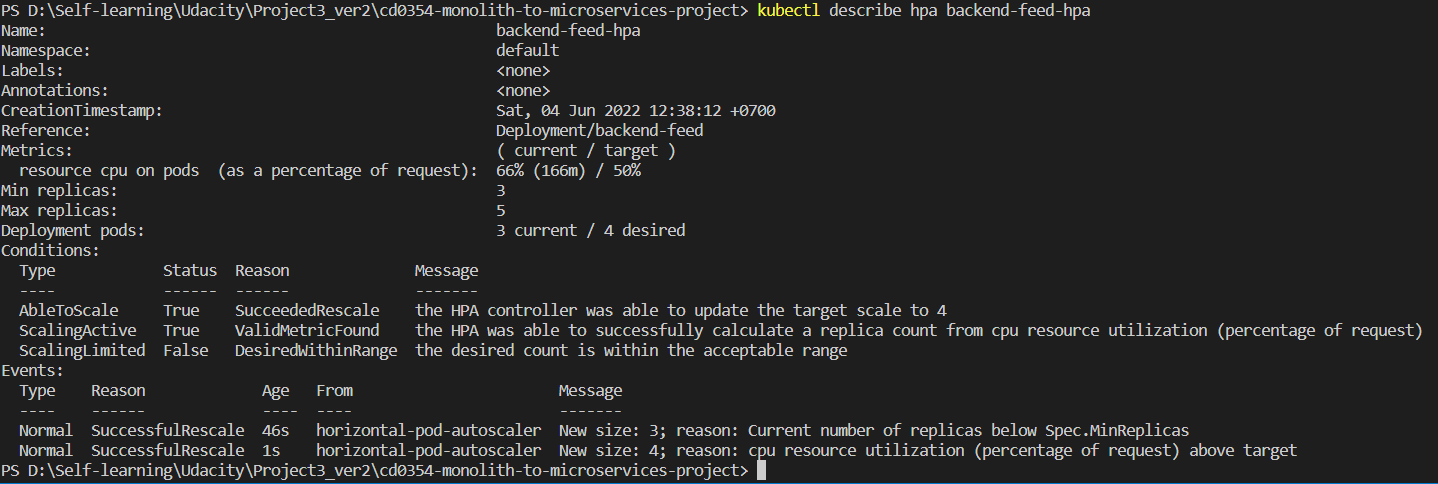 PS D:\Self-learning\Udacity\Project3_ver2\cd0354-monolith-to-microservices-project> kubectl describe hpa backend-feed-hpa
Name:                                                  backend-feed-hpa
Namespace:                                             default
Labels:                                                <none>
Annotations:                                           <none>
CreationTimestamp:                                     Sat, 04 Jun 2022 12:38:12 +0700
Reference:                                             Deployment/backend-feed
Metrics:                                               ( current / target )
  resource cpu on pods  (as a percentage of request):  66% (166m) / 50%
Min replicas:                                          3
Max replicas:                                          5
Deployment pods:                                       3 current / 4 desired
Conditions:
  Type            Status  Reason              Message
  ----            ------  ------              -------
  AbleToScale     True    SucceededRescale    the HPA controller was able to update the target scale to 4
  ScalingActive   True    ValidMetricFound    the HPA was able to successfully calculate a replica count from cpu resource utilization (percentage of request)
  ScalingLimited  False   DesiredWithinRange  the desired count is within the acceptable range
Events:
  Type    Reason             Age   From                       Message
  ----    ------             ----  ----                       -------
  Normal  SuccessfulRescale  46s   horizontal-pod-autoscaler  New size: 3; reason: Current number of replicas below Spec.MinReplicas
  Normal  SuccessfulRescale  1s    horizontal-pod-autoscaler  New size: 4; reason: cpu resource utilization (percentage of request) above target
PS D:\Self-learning\Udacity\Project3_ver2\cd0354-monolith-to-microservices-project>